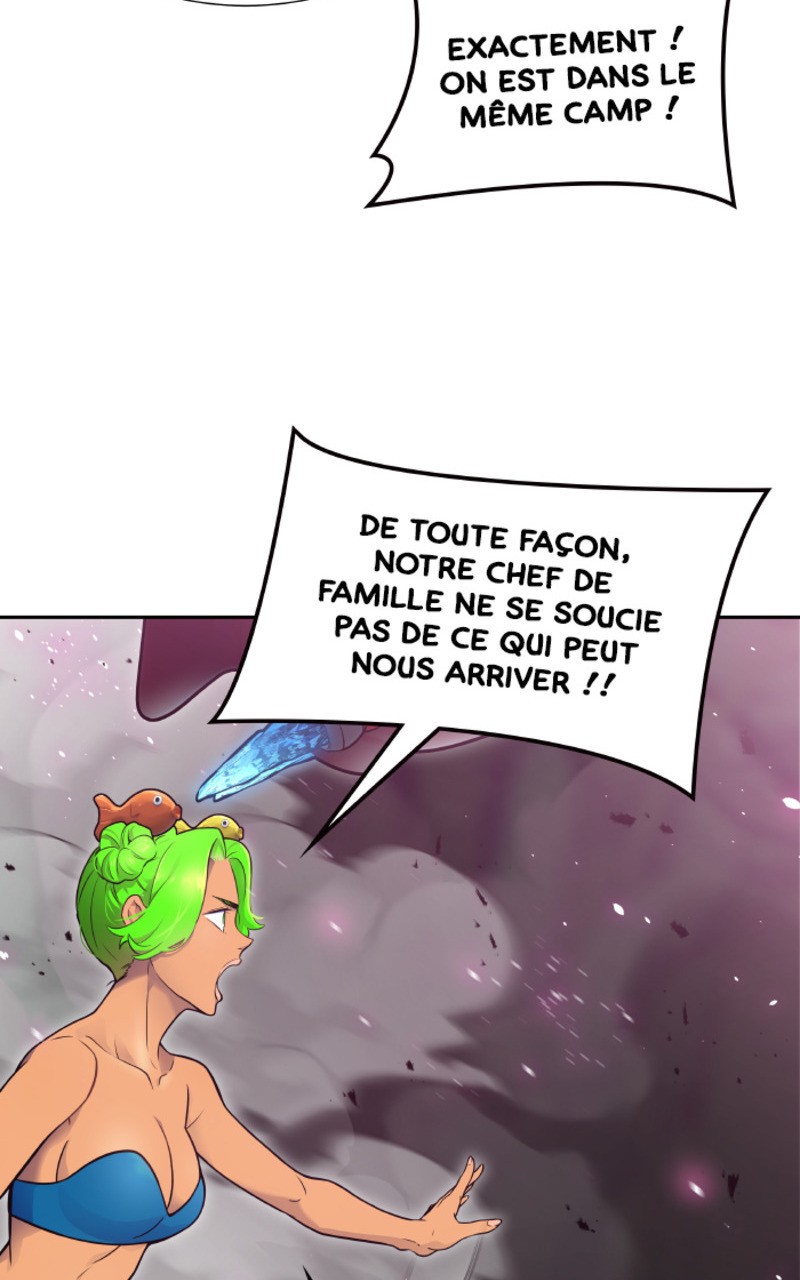 EXACTEMENT !
ON EST DANS LE
MÊME CAMP !
DE TOUTE FAÇON,
NOTRE CHEF DE
FAMILLE NE SE SOUCIE
PAS DE CE QUI PEUT
NOUS ARRIVER !!